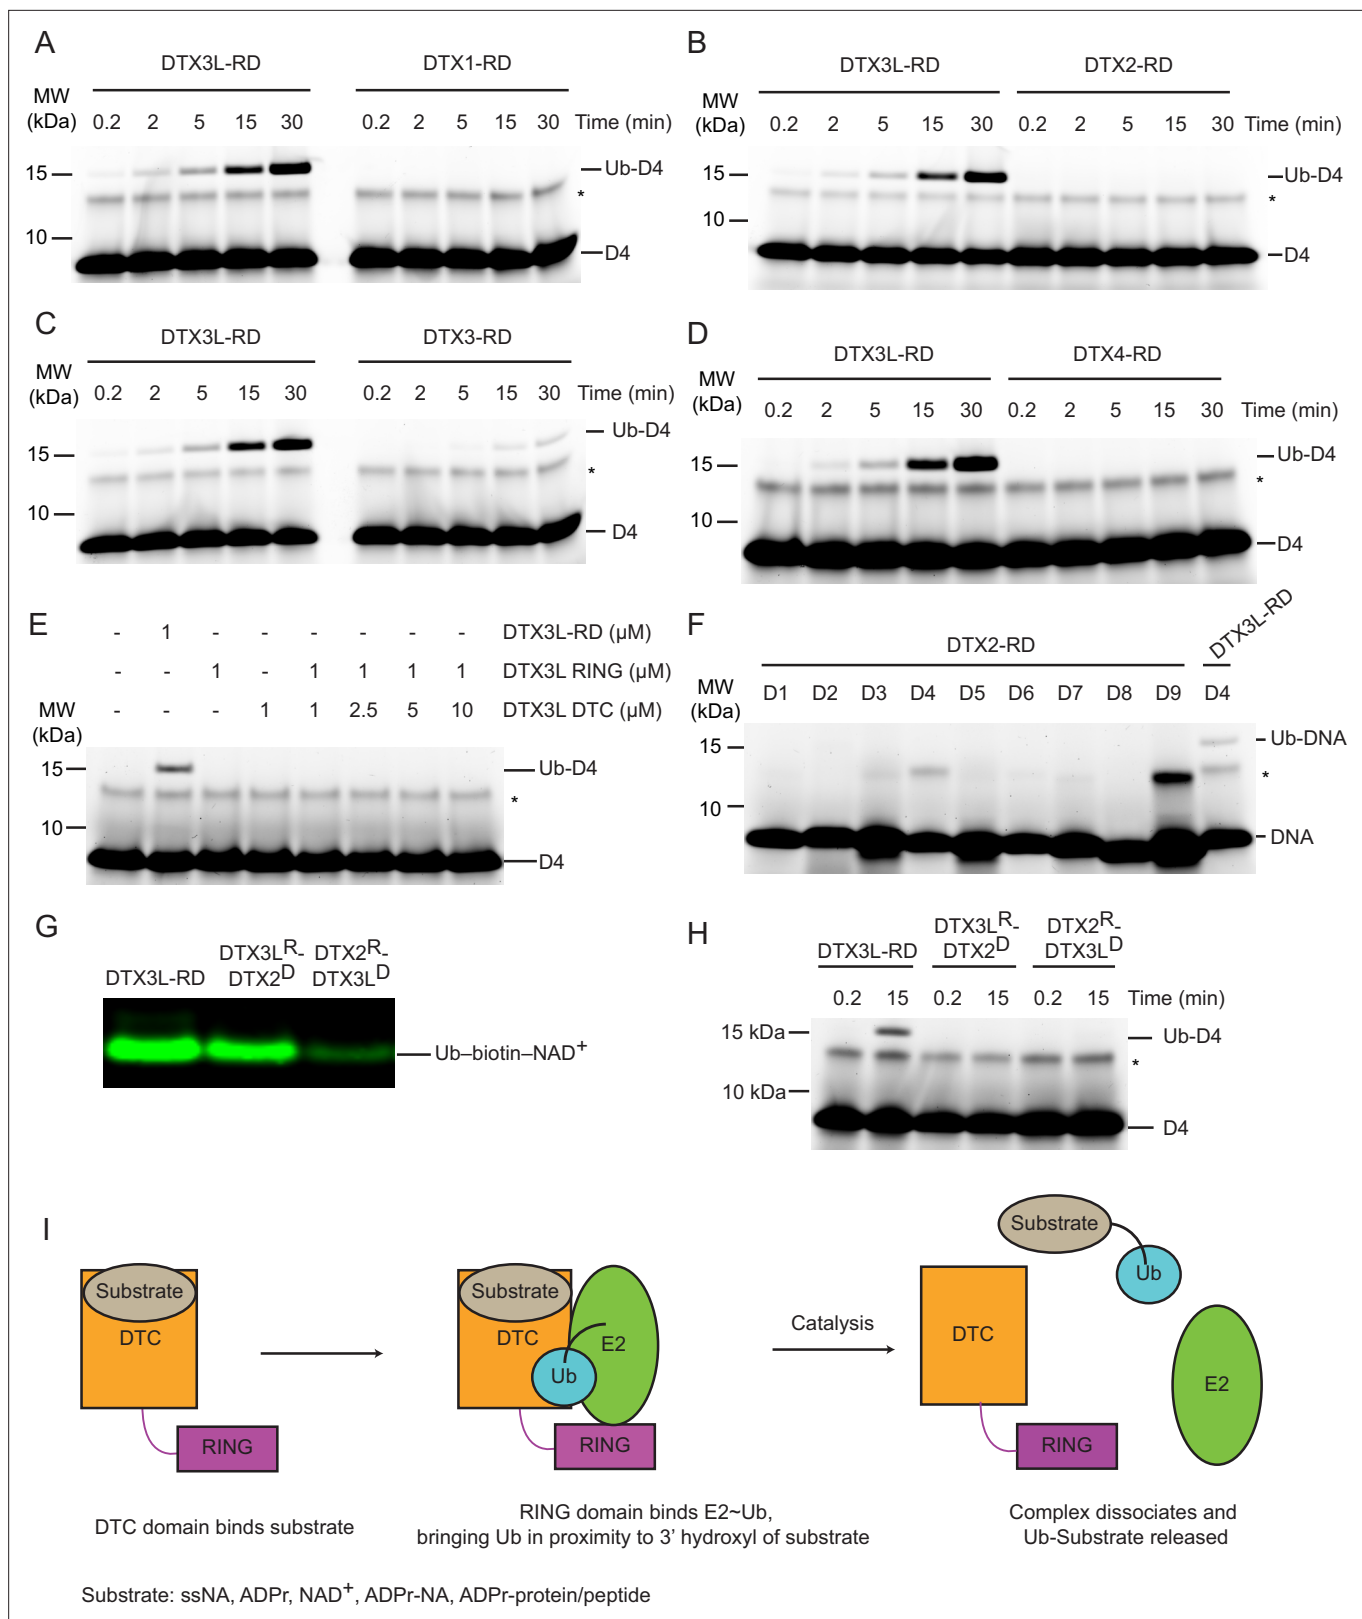 A
DTX3L-RD DTX1-RD
MW
(kDa) 0.2 2 5 15 30 0.2 2 5 15 30 Time (min)
15 Ub-D4
*
10
D4
B
DTX3L-RD DTX2-RD
MW
(kDa) 0.2 2 5 15 30 0.2 2 5 15 30 Time (min)
15 Ub-D4
*
10
D4
C
DTX3L-RD DTX3-RD
MW
(kDa) 0.2 2 5 15 30 0.2 2 5 15 30 Time (min)
Ub-D4
15
*
10
D4
D
DTX3L-RD DTX4-RD
MW
(kDa) 0.2 2 5 15 30 0.2 2 5 15 30 Time (min)
15 Ub-D4
*
10
D4
E
- 1 - - - - - - DTX3L-RD (µM)
- - 1 - 1 1 1 1 DTX3L RING (µM)
- - - 1 1 2.5 5 10 DTX3L DTC (µM)
MW
(kDa)
15 Ub-D4
*
10
D4
F
DTX2-RD DTX3L-RD
MW
(kDa) D1 D2 D3 D4 D5 D6 D7 D8 D9 D4
15 Ub-DNA
*
10
DNA
G
DTX3L-RD DTX3LR-DTX2D DTX2R-DTX3LD
Ub–biotin–NAD+
H
DTX3L-RD DTX3LR-DTX2D DTX2R-DTX3LD
0.2 15 0.2 15 0.2 15 Time (min)
15 kDa Ub-D4
*
10 kDa
D4
I
Substrate
DTC
RING
DTC domain binds substrate
Substrate
DTC
E2
Ub
RING
RING domain binds E2~Ub,
bringing Ub in proximity to 3' hydroxyl of substrate
Catalysis
Substrate
Ub
DTC
E2
RING
Complex dissociates and
Ub-Substrate released
Substrate: ssNA, ADPr, NAD+, ADPr-NA, ADPr-protein/peptide